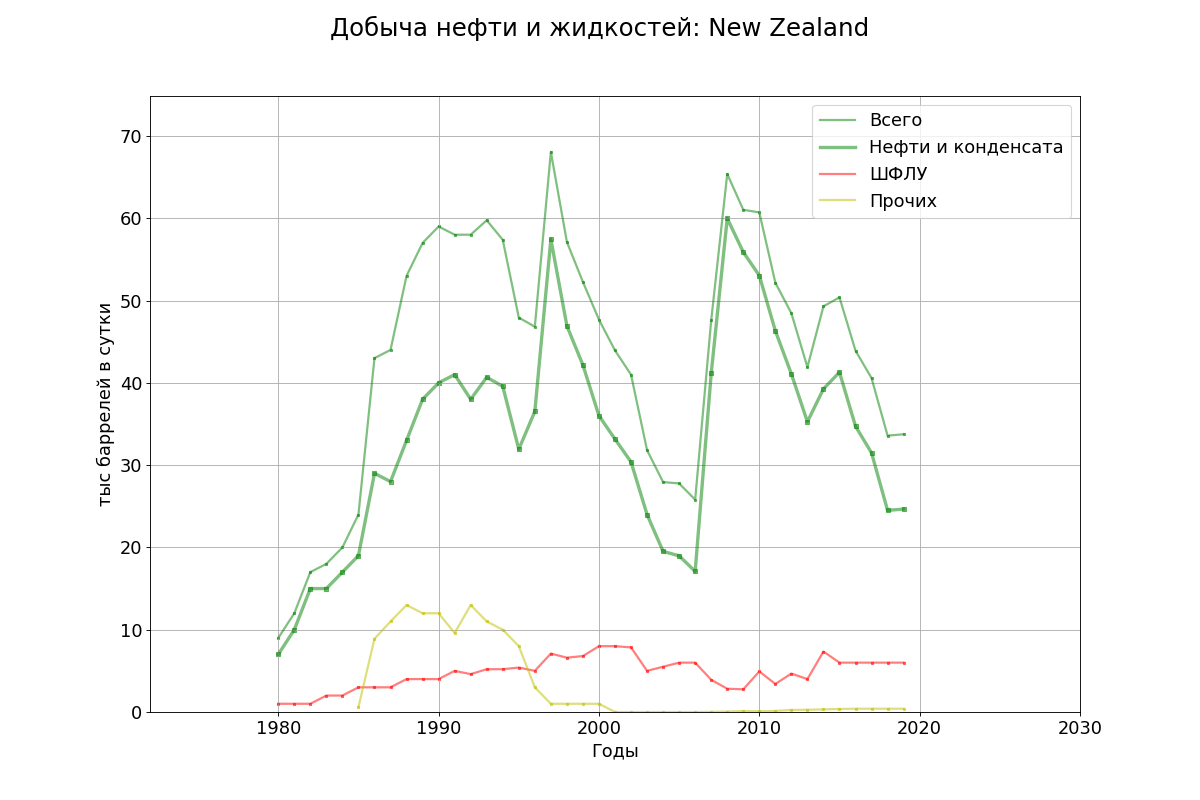 Добыча нефти и жидкостей: New Zealand
Всего
Нефти и конденсата
ШФЛУ
Прочих
тыс баррелей в сутки
70
60
50
40
30
20
10
0
1980 1990 2000 2010 2020 2030
Годы